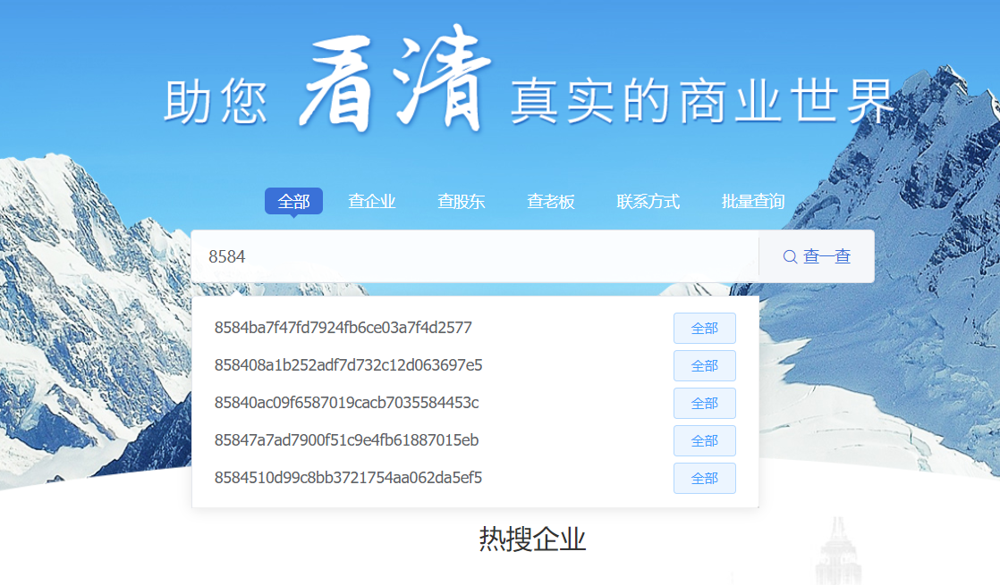 助您 看清 真实的商业世界
全部 查企业 查股东 查老板 联系方式 批量查询
8584 查一查
8584ba7f47fd7924fb6ce03a7f4d2577 全部
858408a1b252adf7d732c12d063697e5 全部
85840ac09f6587019cacb7035584453c 全部
85847a7ad7900f51c9e4fb61887015eb 全部
8584510d99c8bb3721754aa062da5ef5 全部
热搜企业